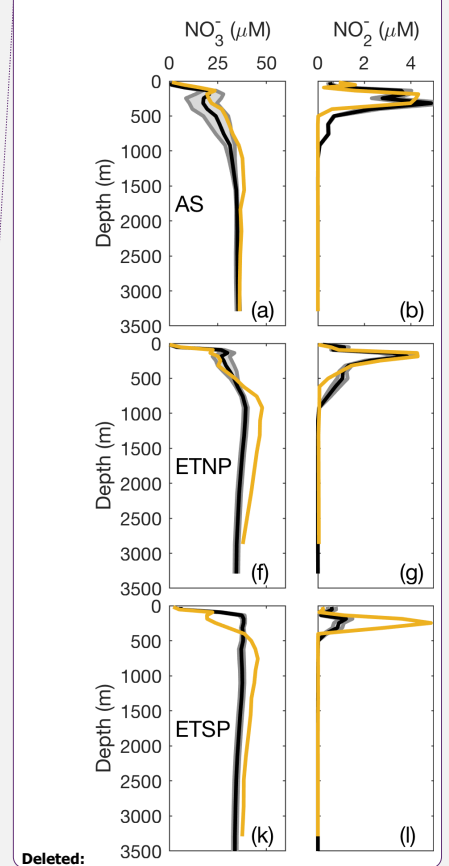 NO₃⁻ (μM) NO₂⁻ (μM)
0 25 50 0 2 4
0
500
1000
1500
2000
2500
3000
3500
Depth (m)
AS
(a) (b)
0
500
1000
1500
2000
2500
3000
3500
Depth (m)
ETNP
(f) (g)
0
500
1000
1500
2000
2500
3000
3500
Depth (m)
ETSP
(k) (l)
Deleted: